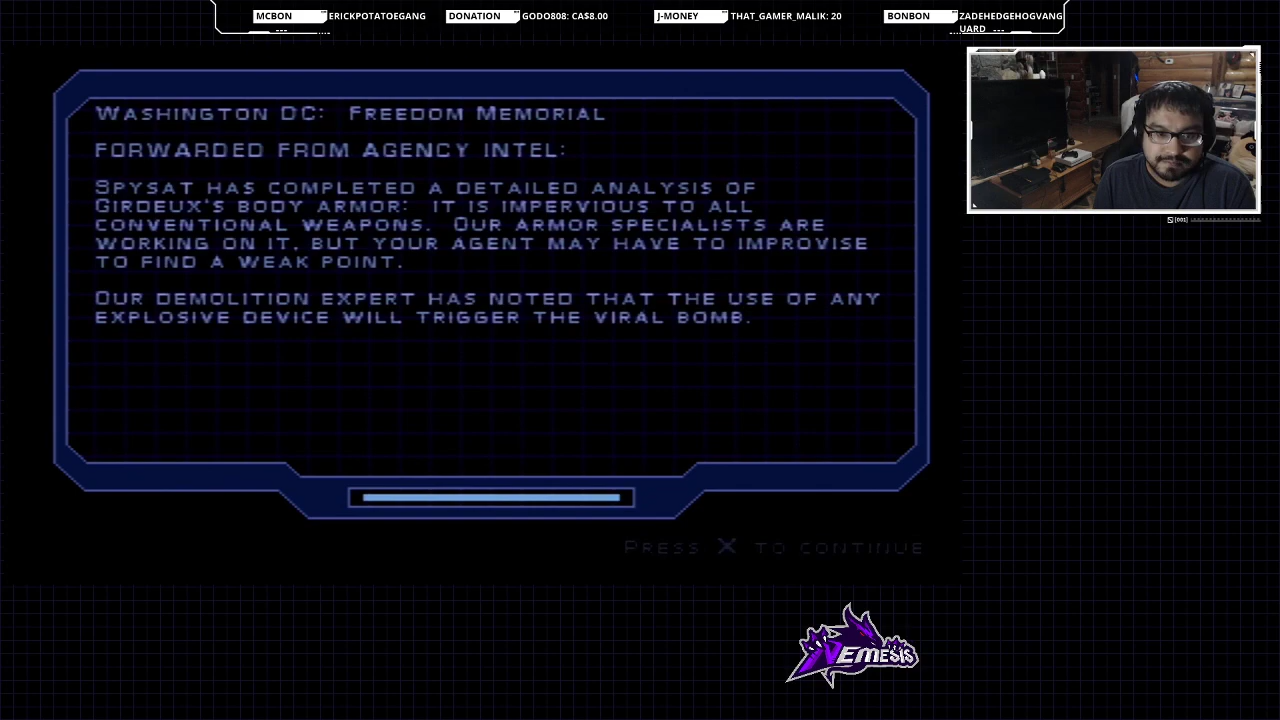 MCBON ERICKPOTATOEGANG DONATION GODO808: CA$8.00 J-MONEY THAT_GAMER_MALIK: 20 BONBON ZADEHEDGEHOGVANG
UARD ---
---
WASHINGTON DC: FREEDOM MEMORIAL
FORWARDED FROM AGENCY INTEL:
SPYSAT HAS COMPLETED A DETAILED ANALYSIS OF
GIRDEUX'S BODY ARMOR: IT IS IMPERVIOUS TO ALL
CONVENTIONAL WEAPONS. OUR ARMOR SPECIALISTS ARE
WORKING ON IT, BUT YOUR AGENT MAY HAVE TO IMPROVISE
TO FIND A WEAK POINT.
OUR DEMOLITION EXPERT HAS NOTED THAT THE USE OF ANY
EXPLOSIVE DEVICE WILL TRIGGER THE VIRAL BOMB.
PRESS X TO CONTINUE
[001]
NEMESIS